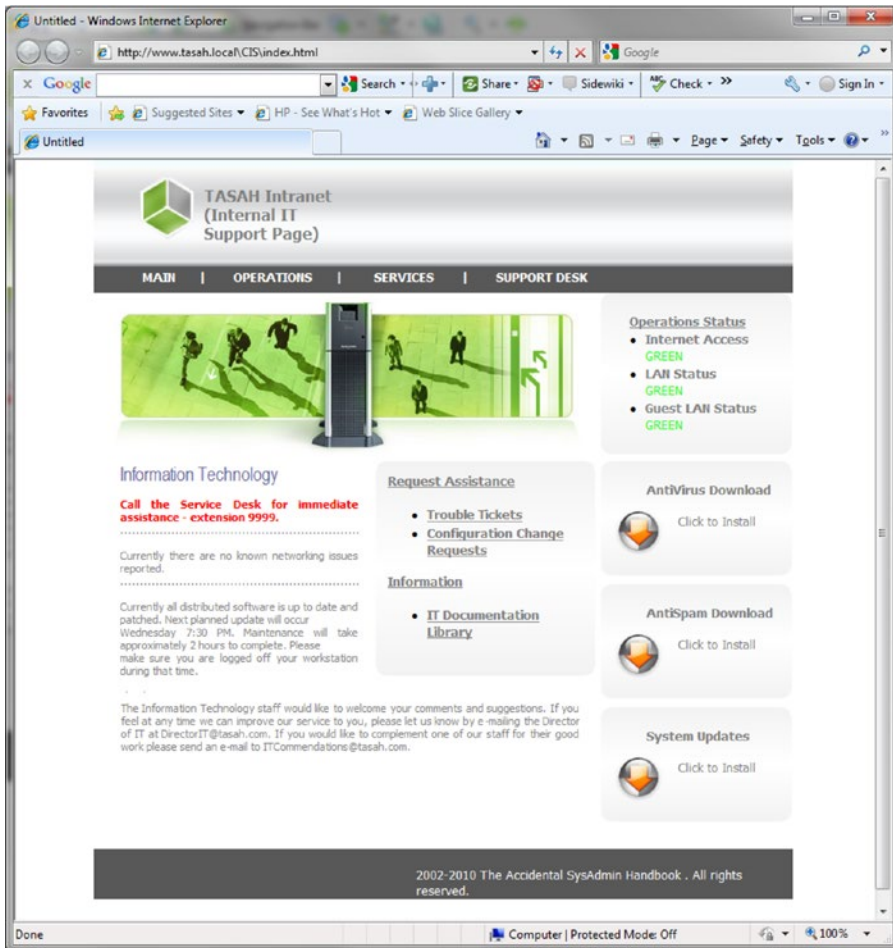 Untitled - Windows Internet Explorer
http://www.tasah.local\CIS\index.html
Google
x Google
Search
Share
Sidewiki
Check
Sign In
Favorites
Suggested Sites
HP - See What's Hot
Web Slice Gallery
Untitled
Page
Safety
Tools
TASAH Intranet
(Internal IT
Support Page)
MAIN | OPERATIONS | SERVICES | SUPPORT DESK
Operations Status
• Internet Access
GREEN
• LAN Status
GREEN
• Guest LAN Status
GREEN
Information Technology
Call the Service Desk for immediate
assistance - extension 9999.
Currently there are no known networking issues
reported.
Currently all distributed software is up to date and
patched. Next planned update will occur
Wednesday 7:30 PM. Maintenance will take
approximately 2 hours to complete. Please
make sure you are logged off your workstation
during that time.
Request Assistance
• Trouble Tickets
• Configuration Change
Requests
Information
• IT Documentation
Library
AntiVirus Download
Click to Install
AntiSpam Download
Click to Install
System Updates
Click to Install
The Information Technology staff would like to welcome your comments and suggestions. If you
feel at any time we can improve our service to you, please let us know by e-mailing the Director
of IT at DirectorIT@tasah.com. If you would like to complement one of our staff for their good
work please send an e-mail to ITCommendations@tasah.com.
2002-2010 The Accidental SysAdmin Handbook . All rights
reserved.
Done
Computer | Protected Mode: Off
100%